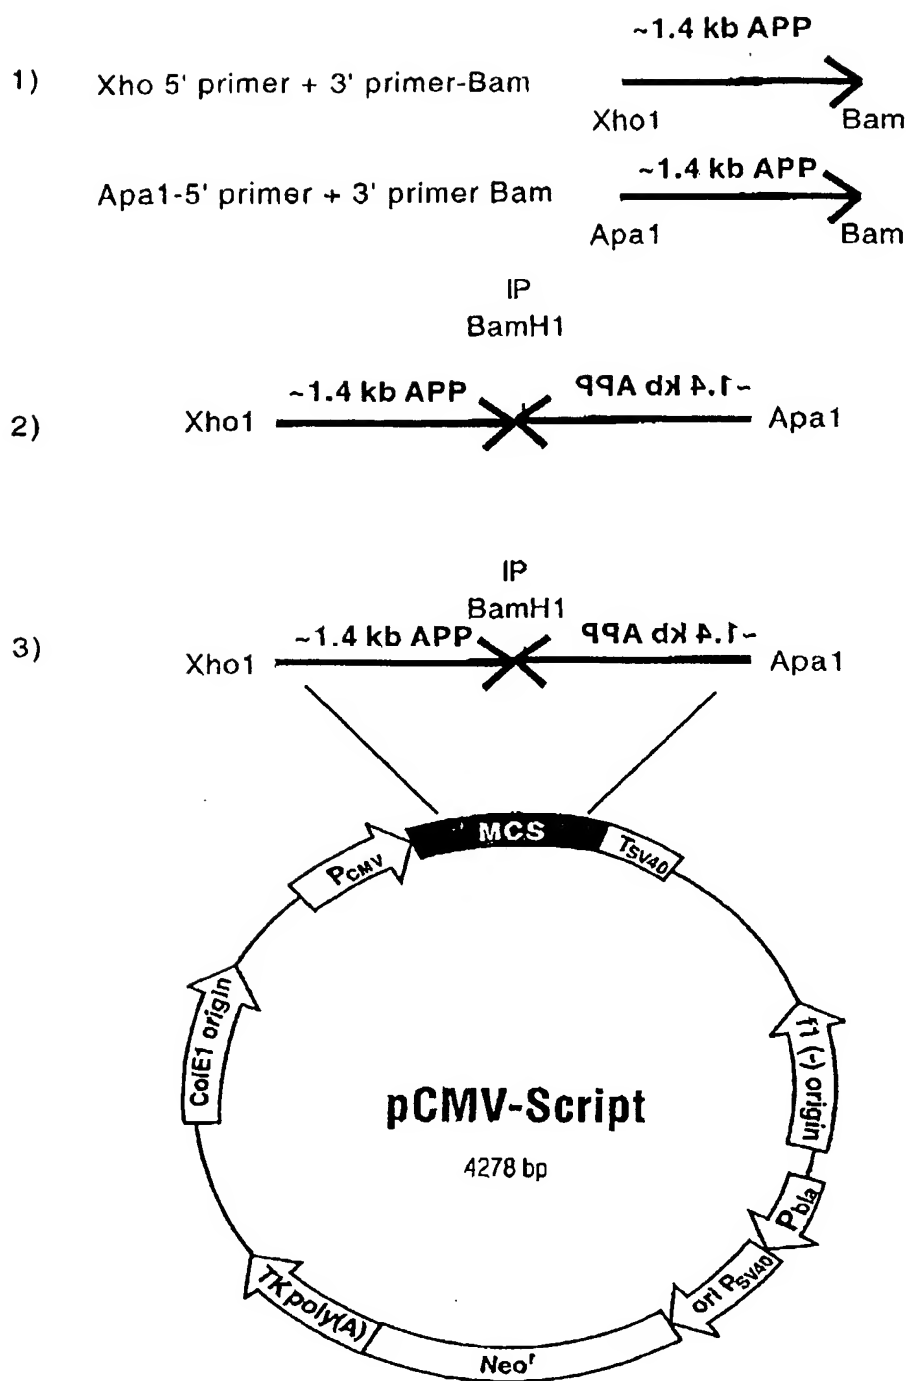 ~1.4 kb APP
1) Xho 5' primer + 3' primer-Bam
Xho1 Bam
~1.4 kb APP
Apa1-5' primer + 3' primer Bam
Apa1 Bam
IP
BamH1
~1.4 kb APP ~1.4 kb APP
2) Xho1 Apa1
IP
BamH1
~1.4 kb APP ~1.4 kb APP
3) Xho1 Apa1
MCS
PCMV
TSV40
ColE1 origin
f1 (-) origin
pCMV-Script
4278 bp
Pbla
ori PSV40
TK poly(A)
Neor